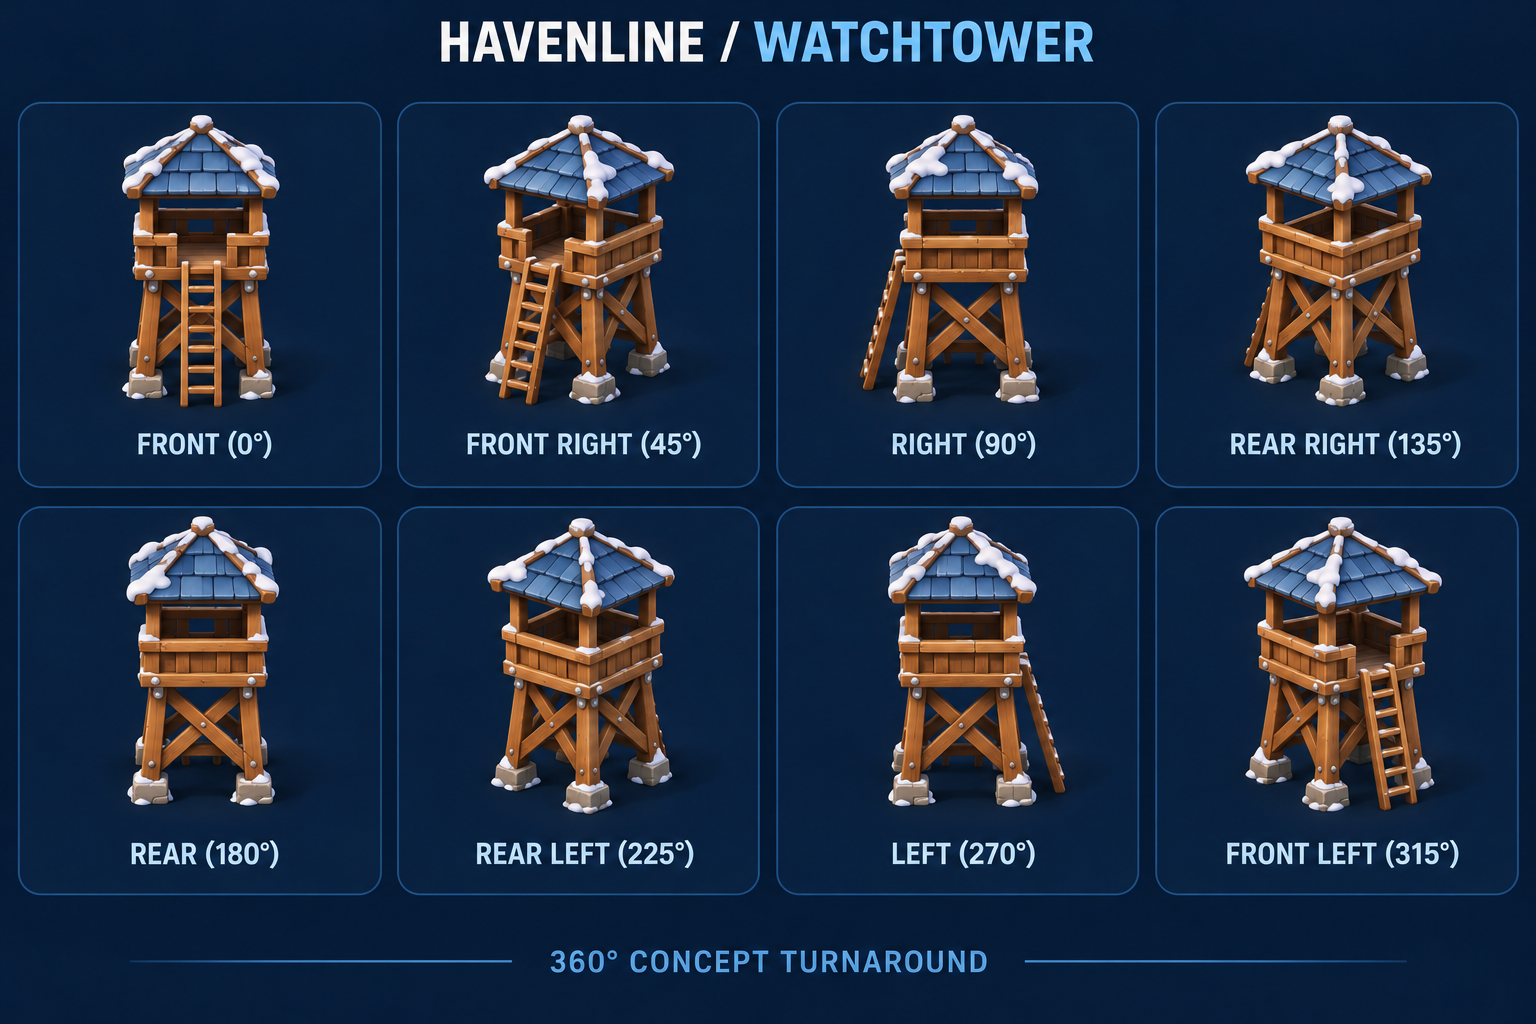 HAVENLINE / WATCHTOWER
FRONT (0°)
FRONT RIGHT (45°)
RIGHT (90°)
REAR RIGHT (135°)
REAR (180°)
REAR LEFT (225°)
LEFT (270°)
FRONT LEFT (315°)
360° CONCEPT TURNAROUND